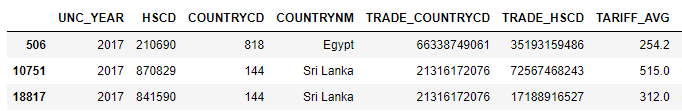 UNC_YEAR HSCD COUNTRYCD COUNTRYNM TRADE_COUNTRYCD TRADE_HSCD TARIFF_AVG
506 2017 210690 818 Egypt 66338749061 35193159486 254.2
10751 2017 870829 144 Sri Lanka 21316172076 72567468243 515.0
18817 2017 841590 144 Sri Lanka 21316172076 17188916527 312.0